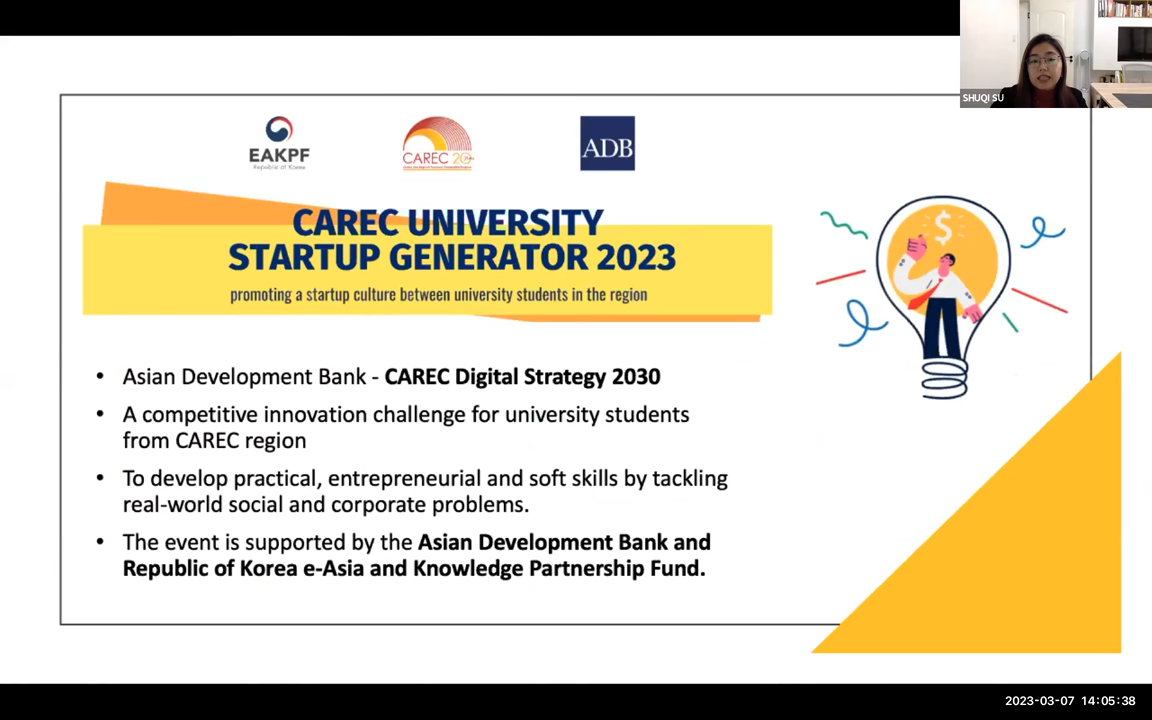 SHUQI SU
EAKPF
Republic of Korea
CAREC 20
ADB
CAREC UNIVERSITY
STARTUP GENERATOR 2023
promoting a startup culture between university students in the region
$
• Asian Development Bank - CAREC Digital Strategy 2030
• A competitive innovation challenge for university students
from CAREC region
• To develop practical, entrepreneurial and soft skills by tackling
real-world social and corporate problems.
• The event is supported by the Asian Development Bank and
Republic of Korea e-Asia and Knowledge Partnership Fund.
2023-03-07 14:05:38